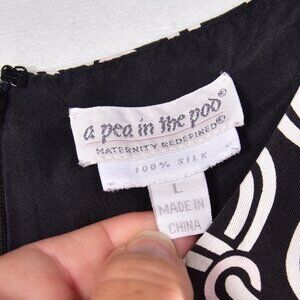 a pea in the pod®
MATERNITY REDEFINED®
100% SILK
L
MADE IN
CHINA